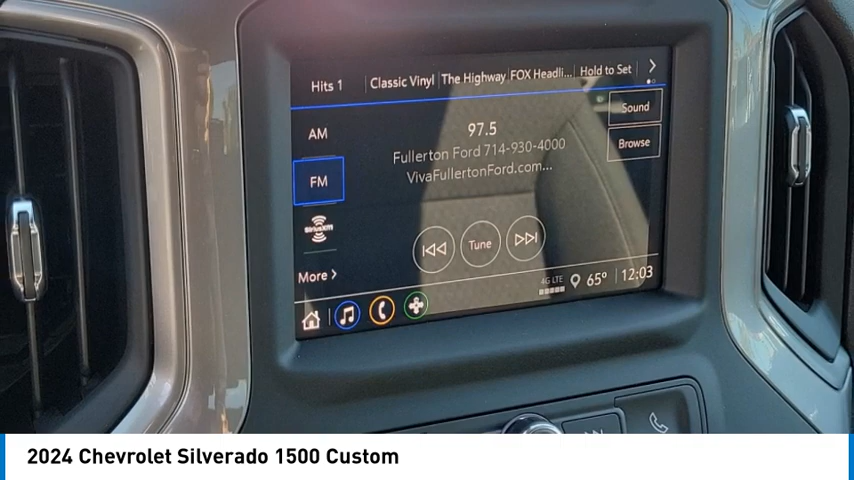 Hits 1 Classic Vinyl The Highway FOX Headli... Hold to Set
AM
97.5
Sound
Fullerton Ford 714-930-4000
Browse
FM
VivaFullertonFord.com...
SiriusXM
Tune
More
4G LTE
65° 12:03
2024 Chevrolet Silverado 1500 Custom